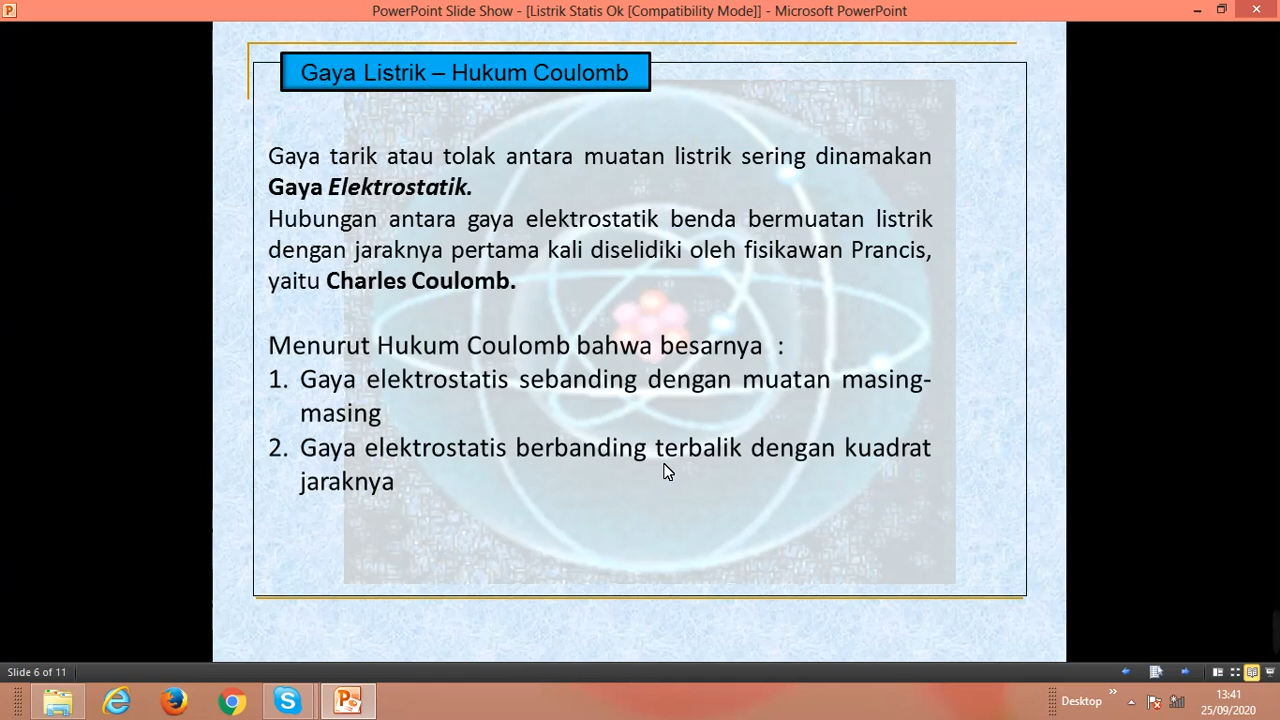 PowerPoint Slide Show - [Listrik Statis Ok [Compatibility Mode]] - Microsoft PowerPoint
Gaya Listrik – Hukum Coulomb
Gaya tarik atau tolak antara muatan listrik sering dinamakan
Gaya Elektrostatik.
Hubungan antara gaya elektrostatik benda bermuatan listrik
dengan jaraknya pertama kali diselidiki oleh fisikawan Prancis,
yaitu Charles Coulomb.
Menurut Hukum Coulomb bahwa besarnya :
1. Gaya elektrostatis sebanding dengan muatan masing-
masing
2. Gaya elektrostatis berbanding terbalik dengan kuadrat
jaraknya
Slide 6 of 11
Desktop
13:41
25/09/2020